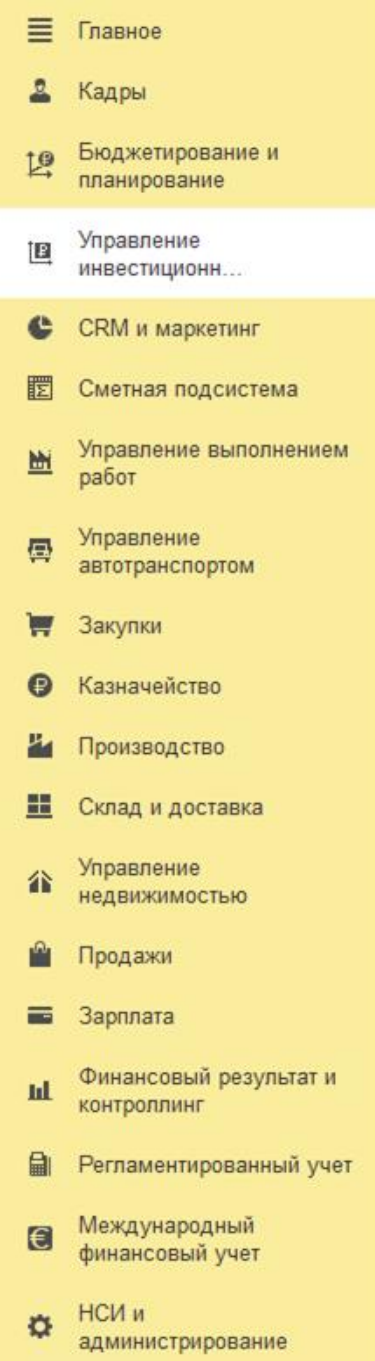 Главное
Кадры
Бюджетирование и
планирование
Управление
инвестиционн...
CRM и маркетинг
Сметная подсистема
Управление выполнением
работ
Управление
автотранспортом
Закупки
Казначейство
Производство
Склад и доставка
Управление
недвижимостью
Продажи
Зарплата
Финансовый результат и
контроллинг
Регламентированный учет
Международный
финансовый учет
НСИ и
администрирование